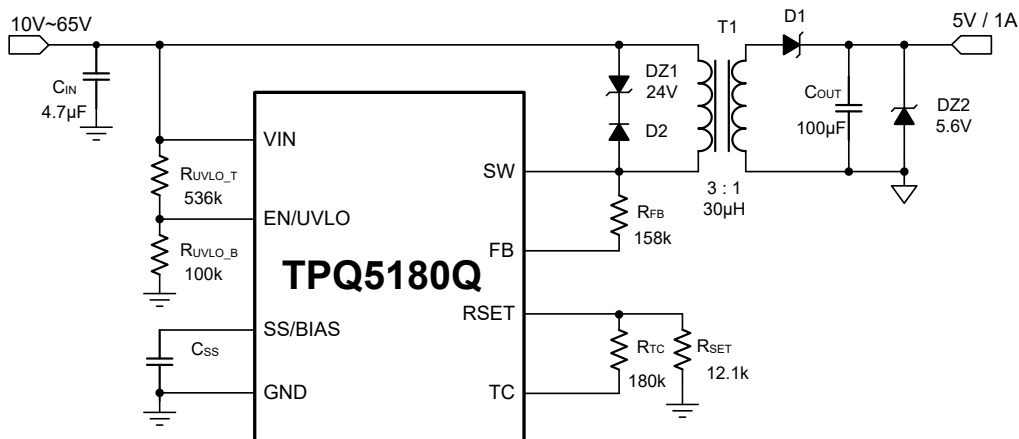 10V~65V
D1
5V / 1A
T1
CIN
4.7µF
DZ1
24V
D2
COUT
100µF
DZ2
5.6V
VIN
RUVLO_T
536k
EN/UVLO
RUVLO_B
100k
SW
RFB
158k
3 : 1
30µH
FB
TPQ5180Q
RSET
SS/BIAS
CSS
RTC
180k
RSET
12.1k
GND
TC